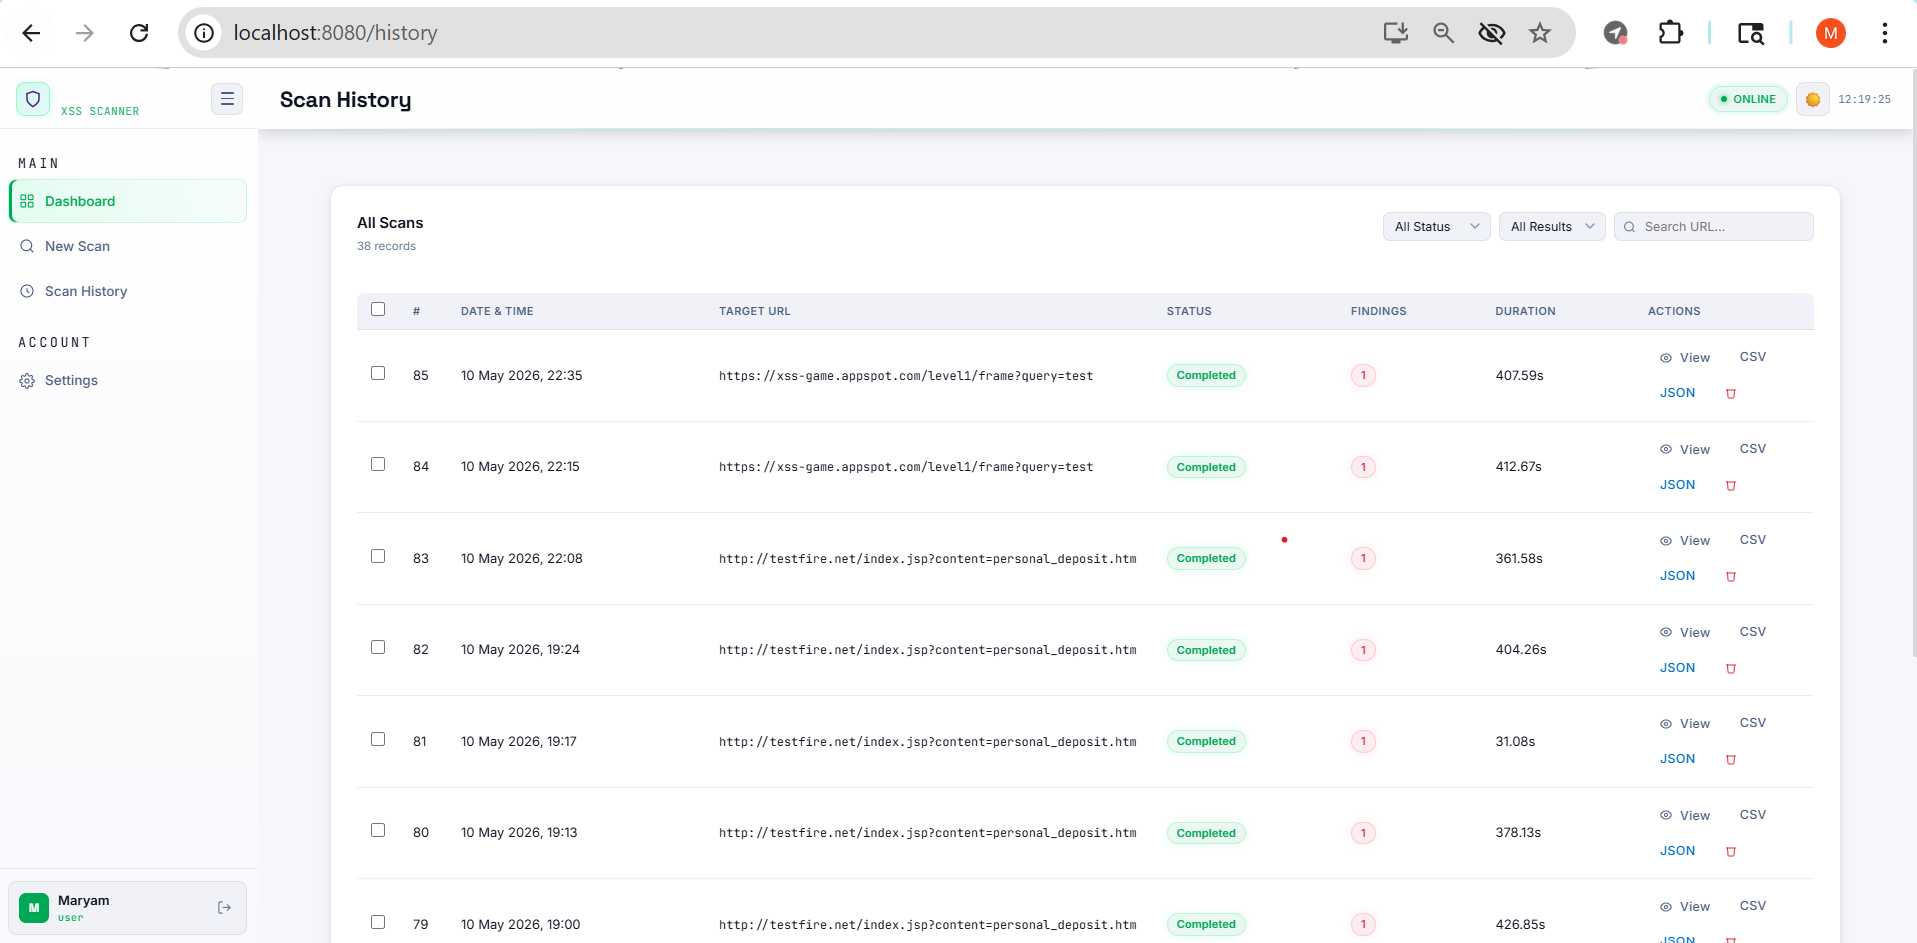 localhost:8080/history
M
XSS SCANNER
Scan History
ONLINE
12:19:25
MAIN
Dashboard
New Scan
Scan History
ACCOUNT
Settings
All Scans
38 records
All Status
All Results
Search URL...
# DATE & TIME TARGET URL STATUS FINDINGS DURATION ACTIONS
85 10 May 2026, 22:35 https://xss-game.appspot.com/level1/frame?query=test Completed 1 407.59s View CSV
JSON
84 10 May 2026, 22:15 https://xss-game.appspot.com/level1/frame?query=test Completed 1 412.67s View CSV
JSON
83 10 May 2026, 22:08 http://testfire.net/index.jsp?content=personal_deposit.htm Completed 1 361.58s View CSV
JSON
82 10 May 2026, 19:24 http://testfire.net/index.jsp?content=personal_deposit.htm Completed 1 404.26s View CSV
JSON
81 10 May 2026, 19:17 http://testfire.net/index.jsp?content=personal_deposit.htm Completed 1 31.08s View CSV
JSON
80 10 May 2026, 19:13 http://testfire.net/index.jsp?content=personal_deposit.htm Completed 1 378.13s View CSV
JSON
79 10 May 2026, 19:00 http://testfire.net/index.jsp?content=personal_deposit.htm Completed 1 426.85s View CSV
JSON
M
Maryam
user